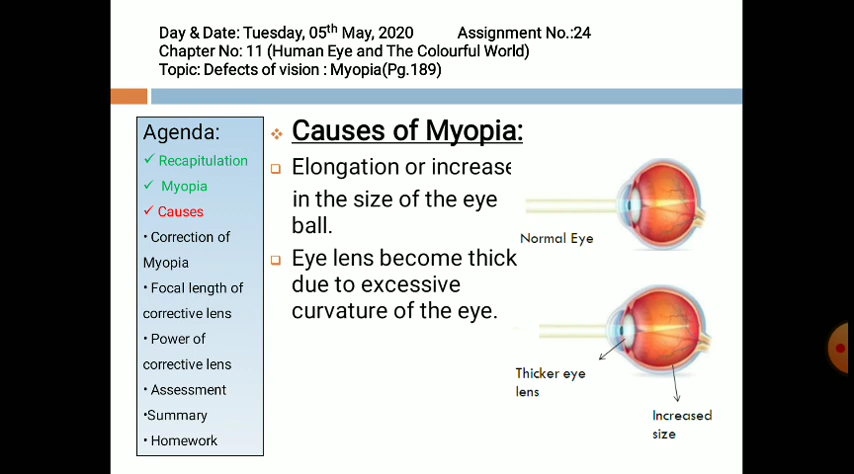 Day & Date: Tuesday, 05th May, 2020 Assignment No.:24
Chapter No: 11 (Human Eye and The Colourful World)
Topic: Defects of vision : Myopia(Pg.189)
Agenda:
✓ Recapitulation
✓ Myopia
✓ Causes
• Correction of
Myopia
• Focal length of
corrective lens
• Power of
corrective lens
• Assessment
•Summary
• Homework
❖ Causes of Myopia:
❑ Elongation or increase
in the size of the eye
ball.
❑ Eye lens become thick
due to excessive
curvature of the eye.
Normal Eye
Thicker eye
lens
Increased
size